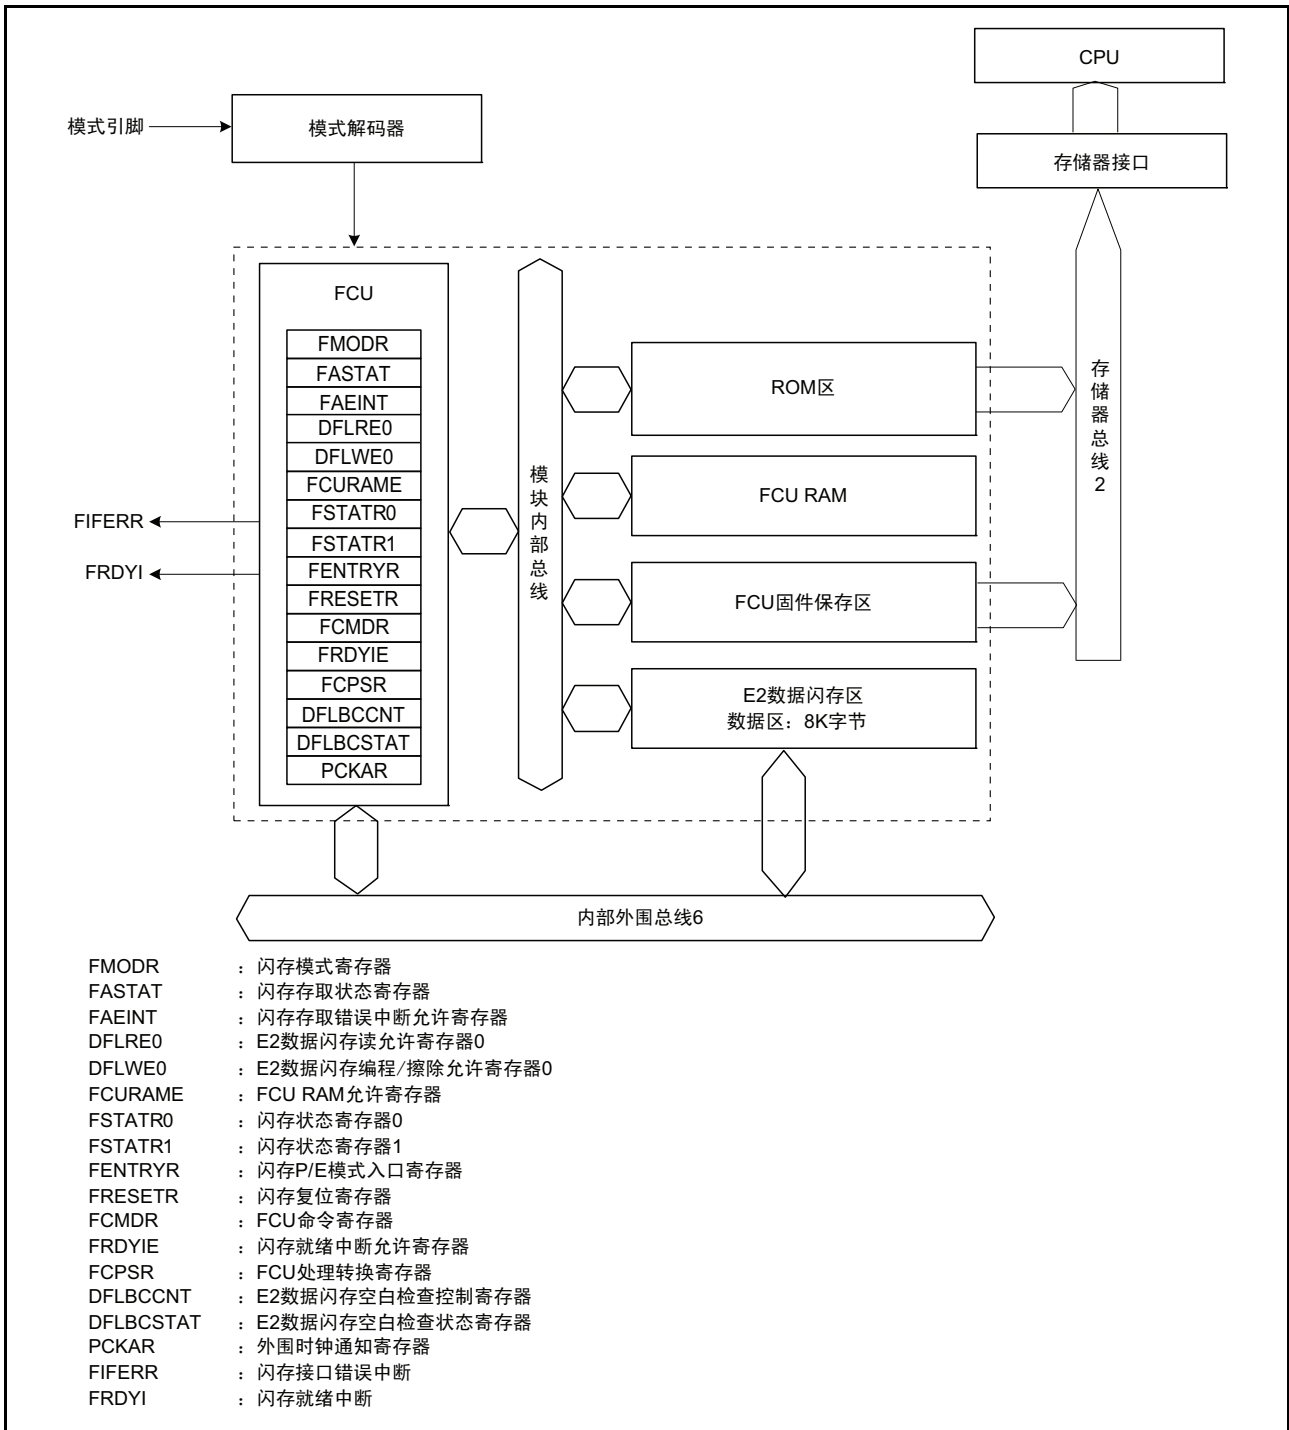 CPU
模式引脚
模式解码器
存储器接口
FCU
FMODR
FASTAT
FAEINT
DFLRE0
DFLWE0
FCURAME
FSTATR0
FSTATR1
FENTRYR
FRESETR
FCMDR
FRDYIE
FCPSR
DFLBCCNT
DFLBCSTAT
PCKAR
FIFERR
FRDYI
模块内部总线
ROM区
FCU RAM
FCU固件保存区
E2数据闪存区
数据区：8K字节
存储器总线2
内部外围总线6
FMODR ：闪存模式寄存器
FASTAT ：闪存存取状态寄存器
FAEINT ：闪存存取错误中断允许寄存器
DFLRE0 ：E2数据闪存读允许寄存器0
DFLWE0 ：E2数据闪存编程/擦除允许寄存器0
FCURAME ：FCU RAM允许寄存器
FSTATR0 ：闪存状态寄存器0
FSTATR1 ：闪存状态寄存器1
FENTRYR ：闪存P/E模式入口寄存器
FRESETR ：闪存复位寄存器
FCMDR ：FCU命令寄存器
FRDYIE ：闪存就绪中断允许寄存器
FCPSR ：FCU处理转换寄存器
DFLBCCNT ：E2数据闪存空白检查控制寄存器
DFLBCSTAT ：E2数据闪存空白检查状态寄存器
PCKAR ：外围时钟通知寄存器
FIFERR ：闪存接口错误中断
FRDYI ：闪存就绪中断